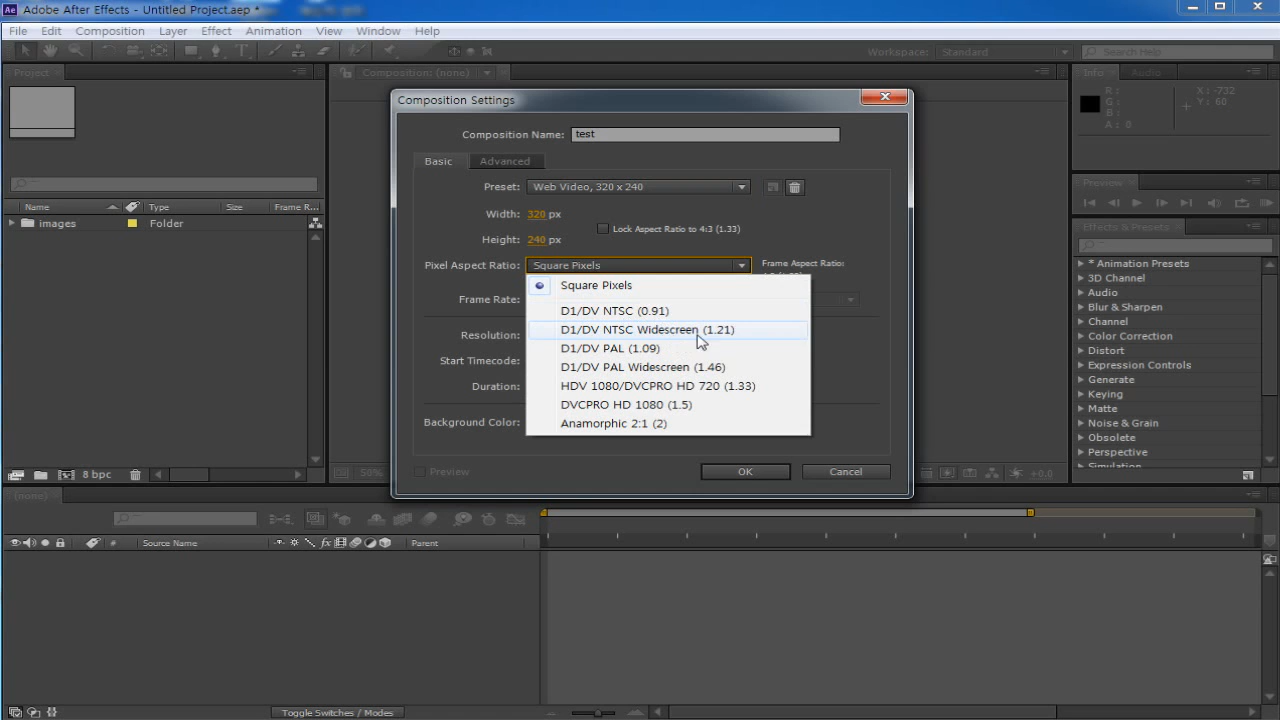 Adobe After Effects - Untitled Project.aep *
File Edit Composition Layer Effect Animation View Window Help
Workspace: Standard Search Help
Project
Composition: (none)
Info Audio
R: G: B: A: 0
X: -732
Y: 60
Preview
Effects & Presets
* Animation Presets
3D Channel
Audio
Blur & Sharpen
Channel
Color Correction
Distort
Expression Controls
Generate
Keying
Matte
Noise & Grain
Obsolete
Perspective
Simulation
Name Type Size Frame R...
images Folder
8 bpc
50%
+0.0
Composition Settings
Composition Name: test
Basic Advanced
Preset: Web Video, 320 x 240
Width: 320 px
Lock Aspect Ratio to 4:3 (1.33)
Height: 240 px
Pixel Aspect Ratio: Square Pixels
Frame Aspect Ratio:
Square Pixels
D1/DV NTSC (0.91)
D1/DV NTSC Widescreen (1.21)
D1/DV PAL (1.09)
D1/DV PAL Widescreen (1.46)
HDV 1080/DVCPRO HD 720 (1.33)
DVCPRO HD 1080 (1.5)
Anamorphic 2:1 (2)
Frame Rate:
Resolution:
Start Timecode:
Duration:
Background Color:
Preview
OK Cancel
(none)
# Source Name Parent
Toggle Switches / Modes